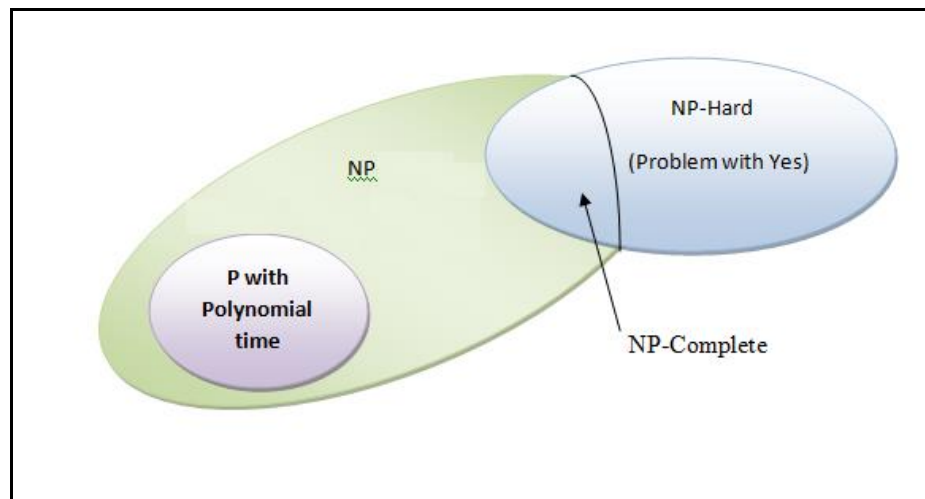 NP-Hard
(Problem with Yes)
NP
P with
Polynomial
time
NP-Complete